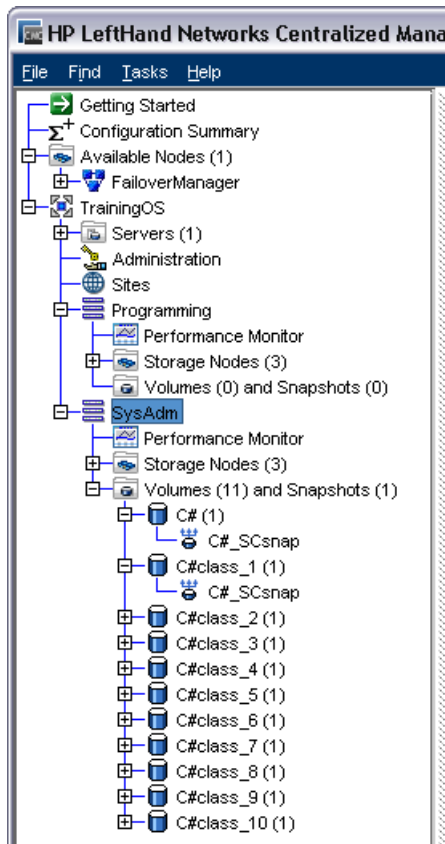 HP LeftHand Networks Centralized Mana
File Find Tasks Help
Getting Started
Σ+ Configuration Summary
Available Nodes (1)
FailoverManager
TrainingOS
Servers (1)
Administration
Sites
Programming
Performance Monitor
Storage Nodes (3)
Volumes (0) and Snapshots (0)
SysAdm
Performance Monitor
Storage Nodes (3)
Volumes (11) and Snapshots (1)
C# (1)
C#_SCsnap
C#class_1 (1)
C#_SCsnap
C#class_2 (1)
C#class_3 (1)
C#class_4 (1)
C#class_5 (1)
C#class_6 (1)
C#class_7 (1)
C#class_8 (1)
C#class_9 (1)
C#class_10 (1)